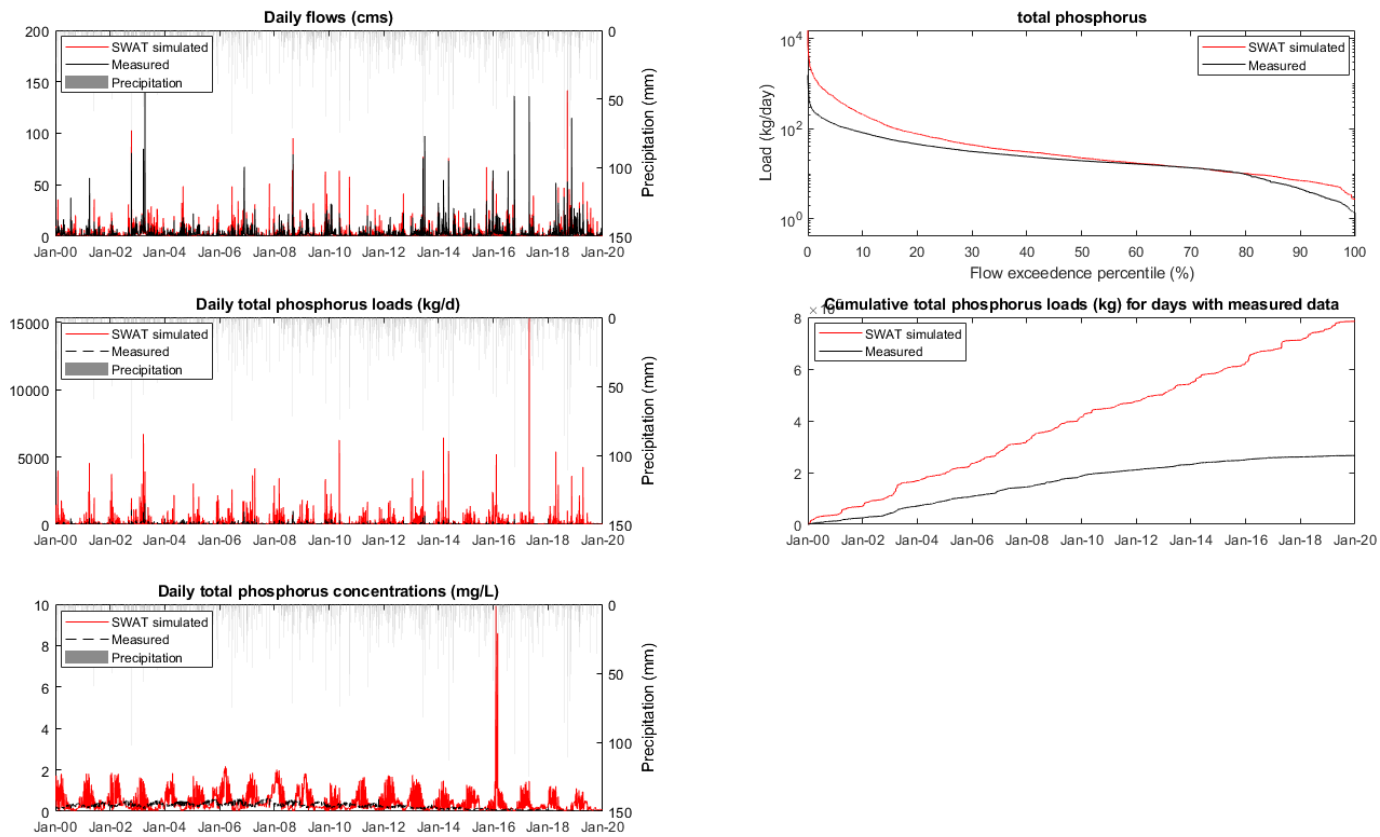 Daily flows (cms)
200
150
100
50
0
SWAT simulated
Measured
Precipitation
0
50
100
150
Precipitation (mm)
Jan-00 Jan-02 Jan-04 Jan-06 Jan-08 Jan-10 Jan-12 Jan-14 Jan-16 Jan-18 Jan-20
total phosphorus
10^4
10^2
10^0
Load (kg/day)
SWAT simulated
Measured
0 10 20 30 40 50 60 70 80 90 100
Flow exceedence percentile (%)
Daily total phosphorus loads (kg/d)
15000
10000
5000
0
SWAT simulated
Measured
Precipitation
0
50
100
150
Precipitation (mm)
Jan-00 Jan-02 Jan-04 Jan-06 Jan-08 Jan-10 Jan-12 Jan-14 Jan-16 Jan-18 Jan-20
Cumulative total phosphorus loads (kg) for days with measured data
8
6
4
2
0
SWAT simulated
Measured
Jan-00 Jan-02 Jan-04 Jan-06 Jan-08 Jan-10 Jan-12 Jan-14 Jan-16 Jan-18 Jan-20
Daily total phosphorus concentrations (mg/L)
10
8
6
4
2
0
SWAT simulated
Measured
Precipitation
0
50
100
150
Precipitation (mm)
Jan-00 Jan-02 Jan-04 Jan-06 Jan-08 Jan-10 Jan-12 Jan-14 Jan-16 Jan-18 Jan-20